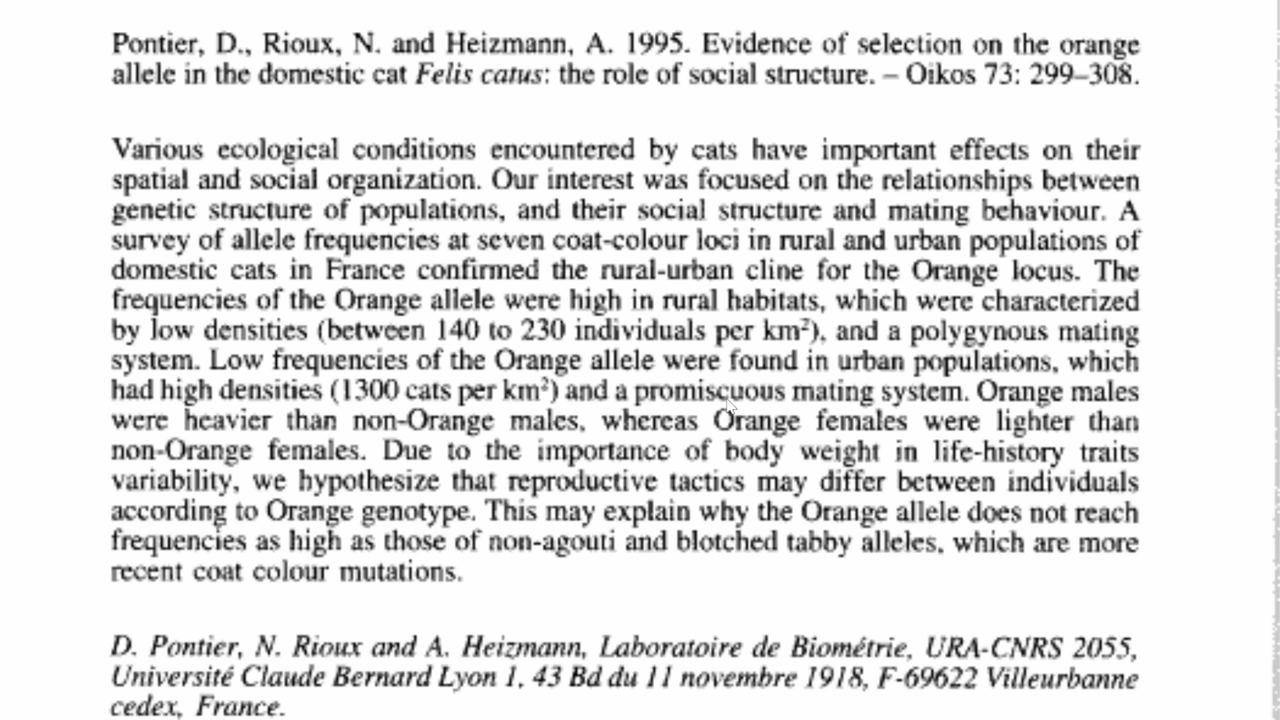 Pontier, D., Rioux, N. and Heizmann, A. 1995. Evidence of selection on the orange
allele in the domestic cat Felis catus: the role of social structure. – Oikos 73: 299–308.
Various ecological conditions encountered by cats have important effects on their
spatial and social organization. Our interest was focused on the relationships between
genetic structure of populations, and their social structure and mating behaviour. A
survey of allele frequencies at seven coat-colour loci in rural and urban populations of
domestic cats in France confirmed the rural-urban cline for the Orange locus. The
frequencies of the Orange allele were high in rural habitats, which were characterized
by low densities (between 140 to 230 individuals per km²), and a polygynous mating
system. Low frequencies of the Orange allele were found in urban populations, which
had high densities (1300 cats per km²) and a promiscuous mating system. Orange males
were heavier than non-Orange males, whereas Orange females were lighter than
non-Orange females. Due to the importance of body weight in life-history traits
variability, we hypothesize that reproductive tactics may differ between individuals
according to Orange genotype. This may explain why the Orange allele does not reach
frequencies as high as those of non-agouti and blotched tabby alleles, which are more
recent coat colour mutations.
D. Pontier, N. Rioux and A. Heizmann, Laboratoire de Biométrie, URA-CNRS 2055,
Université Claude Bernard Lyon 1, 43 Bd du 11 novembre 1918, F-69622 Villeurbanne
cedex, France.